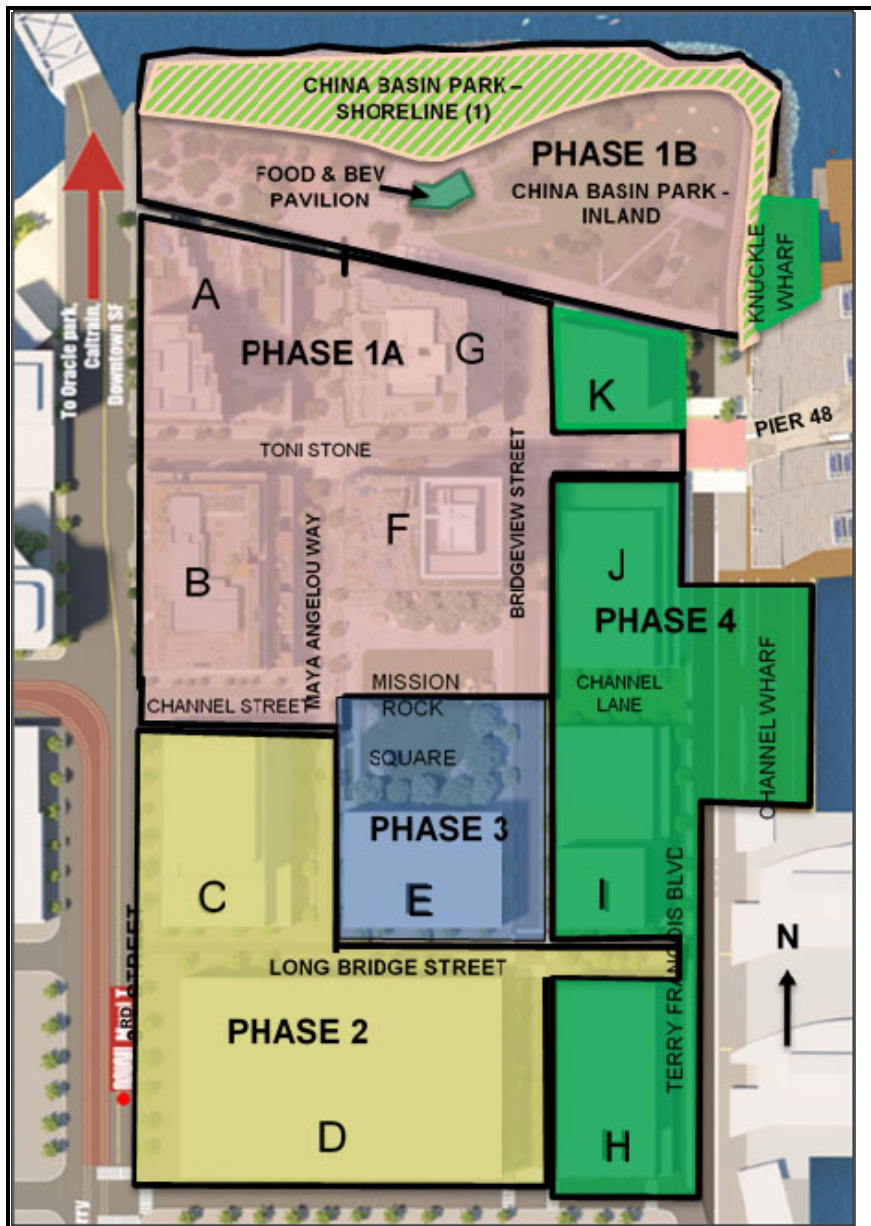 CHINA BASIN PARK –
SHORELINE (1)
PHASE 1B
FOOD & BEV
PAVILION
CHINA BASIN PARK -
INLAND
KNUCKLE
WHARF
To Oracle park,
Caltrain,
Downtown SF
A
PHASE 1A
G
K
PIER 48
TONI STONE
BRIDGEVIEW STREET
MAYA ANGELOU WAY
F
B
J
PHASE 4
MISSION
ROCK
SQUARE
CHANNEL STREET
CHANNEL
LANE
CHANNEL WHARF
PHASE 3
C
E
I
N
3RD STREET
LONG BRIDGE STREET
TERRY FRANCOIS BLVD
PHASE 2
D
H